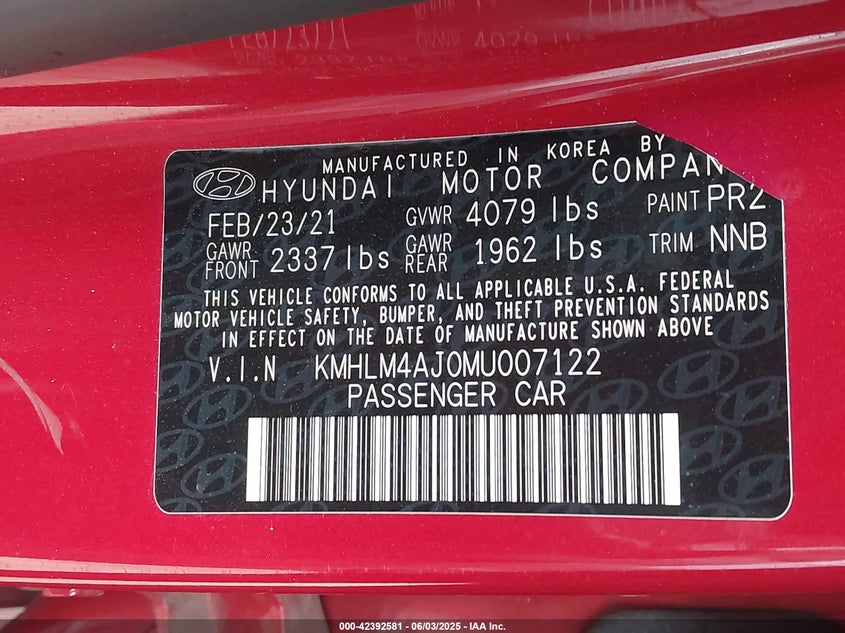 MANUFACTURED IN KOREA BY
HYUNDAI MOTOR COMPAN
FEB/23/21 GVWR 4079 lbs PAINT PR2
GAWR FRONT 2337 lbs GAWR REAR 1962 lbs TRIM NNB
THIS VEHICLE CONFORMS TO ALL APPLICABLE U.S.A. FEDERAL
MOTOR VEHICLE SAFETY, BUMPER, AND THEFT PREVENTION STANDARDS
IN EFFECT ON THE DATE OF MANUFACTURE SHOWN ABOVE
V.I.N KMHLM4AJ0MU007122
PASSENGER CAR
000-42392581 - 06/03/2025 - IAA Inc.